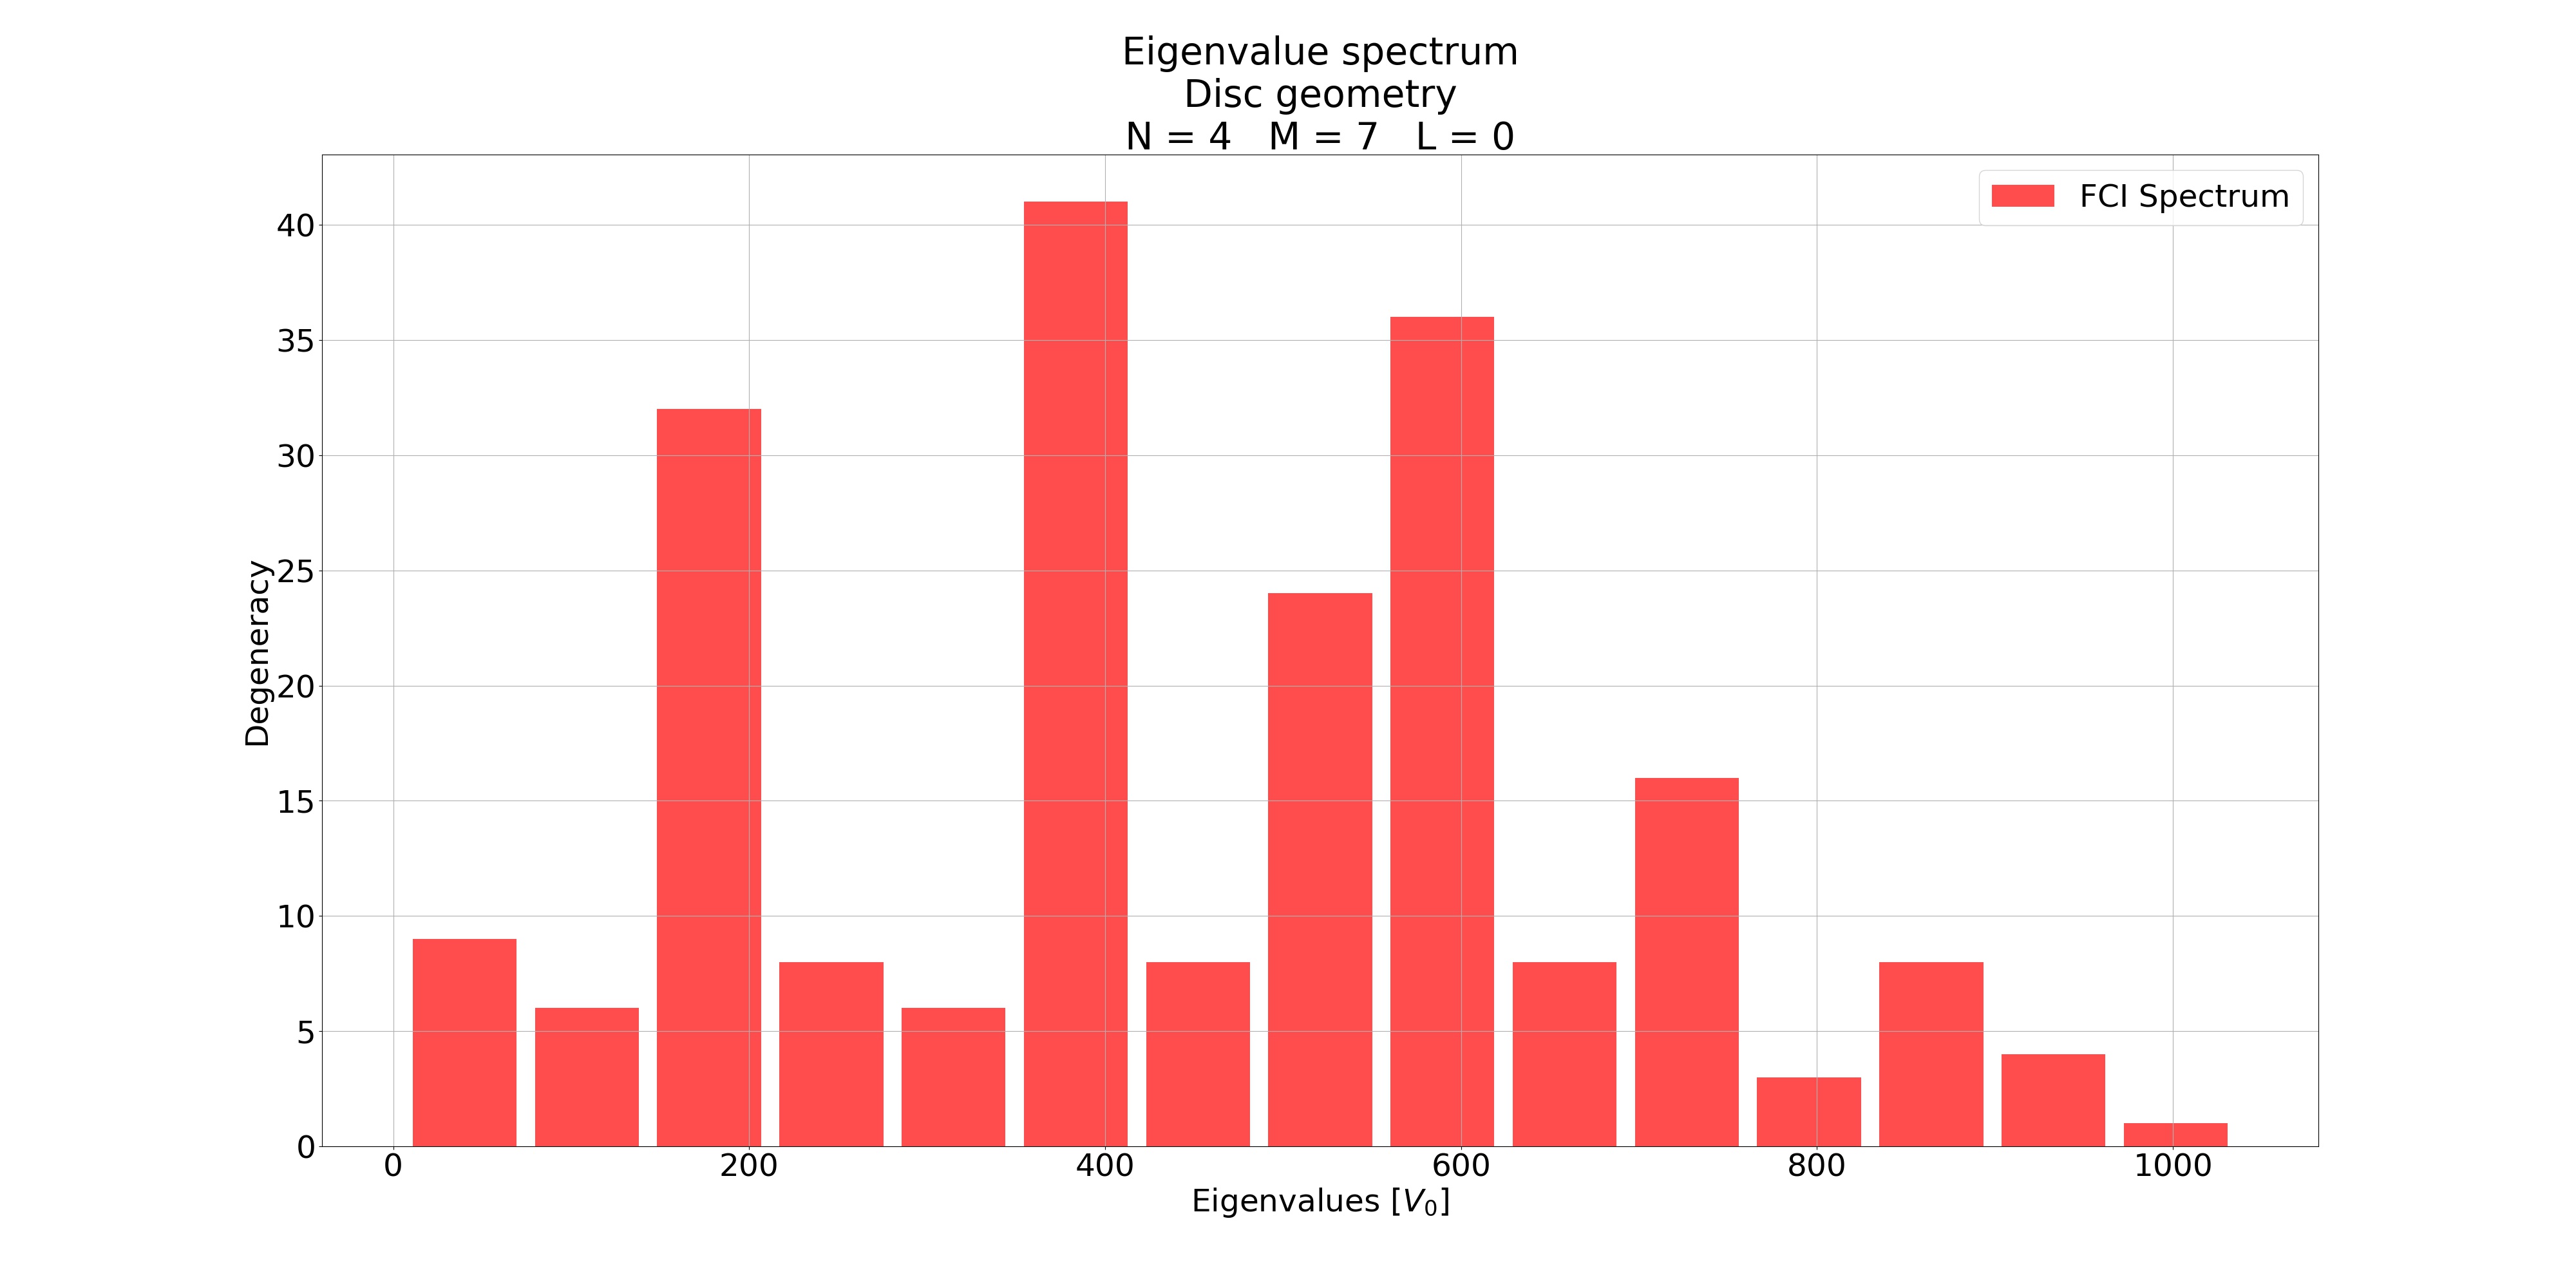 Eigenvalue spectrum
Disc geometry
N = 4 M = 7 L = 0
FCI Spectrum
40
35
30
25
20
15
10
5
0
Degeneracy
0 200 400 600 800 1000
Eigenvalues [V₀]